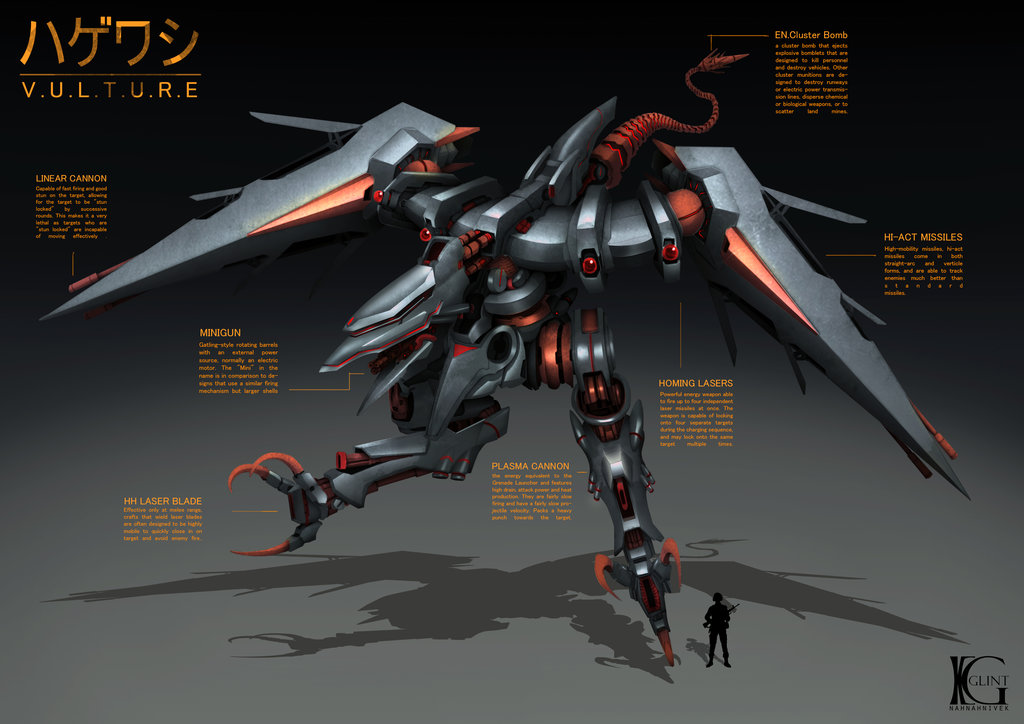 ハゲワシ
V.U.L.T.U.R.E
EN.Cluster Bomb
a cluster bomb that ejects
explosive bomblets that are
designed to kill personnel
and destroy vehicles. Other
cluster munitions are de-
signed to destroy runways
or electric power transmis-
sion lines, disperse chemical
or biological weapons, or to
scatter land mines.
LINEAR CANNON
Capable of fast firing and good
stun on the target, allowing
for the target to be "stun
locked" by successive
rounds. This makes it a very
lethal as targets who are
"stun locked" are incapable
of moving effectively .
HI-ACT MISSILES
High-mobility missiles, hi-act
missiles come in both
straight-arc and verticle
forms, and are able to track
enemies much better than
s t a n d a r d
missiles.
MINIGUN
Gatling-style rotating barrels
with an external power
source, normally an electric
motor. The "Mini" in the
name is in comparison to de-
signs that use a similar firing
mechanism but larger shells
HOMING LASERS
Powerful energy weapon able
to fire up to four independent
laser missiles at once. The
weapon is capable of locking
onto four separate targets
during the charging sequence,
and may lock onto the same
target multiple times.
PLASMA CANNON
the energy equivalent to the
Grenade Launcher and features
high drain, attack power and heat
production. They are fairly slow
firing and have a fairly slow pro-
jectile velocity. Packs a heavy
punch towards the target.
HH LASER BLADE
Effective only at melee range,
crafts that wield laser blades
are often designed to be highly
mobile to quickly close in on
target and avoid enemy fire.
KG
GLINT
NAHNAHNIVEK